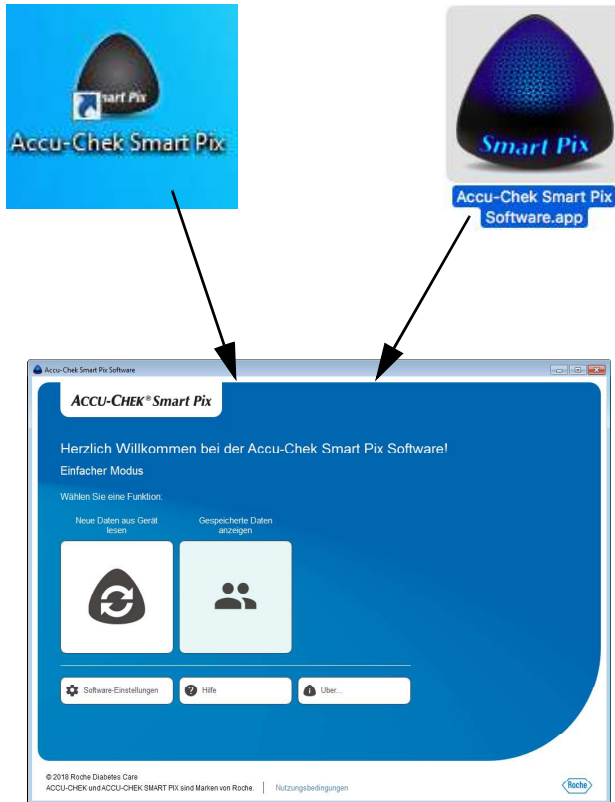 Smart Pix
Accu-Chek Smart Pix
Smart Pix
Accu-Chek Smart Pix
Software.app
Accu-Chek Smart Pix Software
ACCU-CHEK® Smart Pix
Herzlich Willkommen bei der Accu-Chek Smart Pix Software!
Einfacher Modus
Wählen Sie eine Funktion:
Neue Daten aus Gerät
lesen
Gespeicherte Daten
anzeigen
Software-Einstellungen
Hilfe
Über...
© 2018 Roche Diabetes Care
ACCU-CHEK und ACCU-CHEK SMART PIX sind Marken von Roche. | Nutzungsbedingungen
Roche